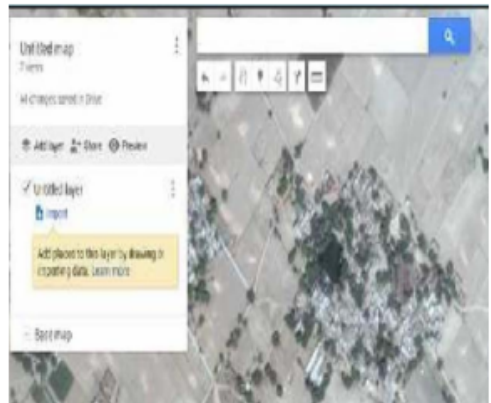 Untitled map
All changes saved in Drive
Add layer Share Preview
Untitled layer
Import
Add places to this layer by drawing or
importing data. Learn more
Base map